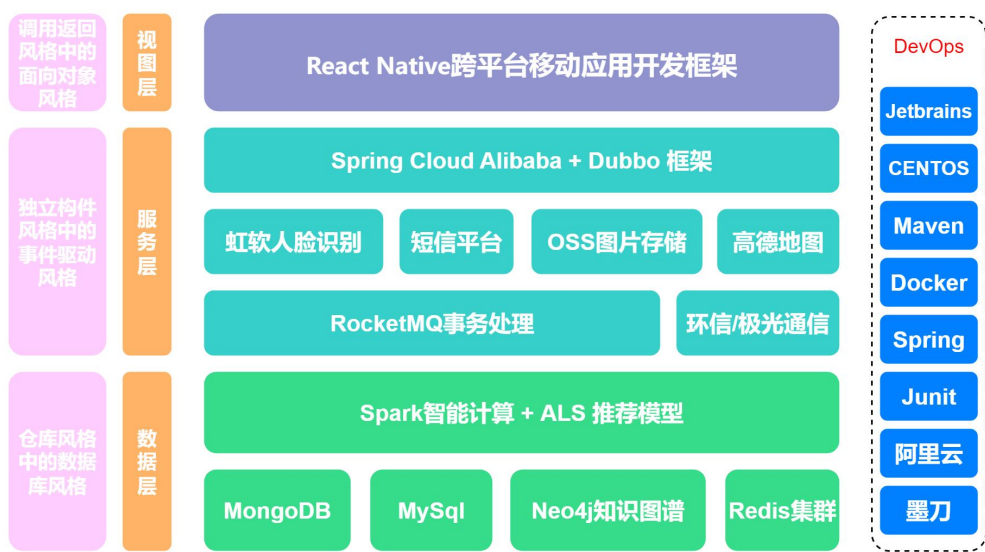 调用返回
风格中的
面向对象
风格
视
图
层
React Native跨平台移动应用开发框架
独立构件
风格中的
事件驱动
风格
服
务
层
Spring Cloud Alibaba + Dubbo 框架
虹软人脸识别
短信平台
OSS图片存储
高德地图
RocketMQ事务处理
环信/极光通信
仓库风格
中的数据
库风格
数
据
层
Spark智能计算 + ALS 推荐模型
MongoDB
MySql
Neo4j知识图谱
Redis集群
DevOps
Jetbrains
CENTOS
Maven
Docker
Spring
Junit
阿里云
墨刀